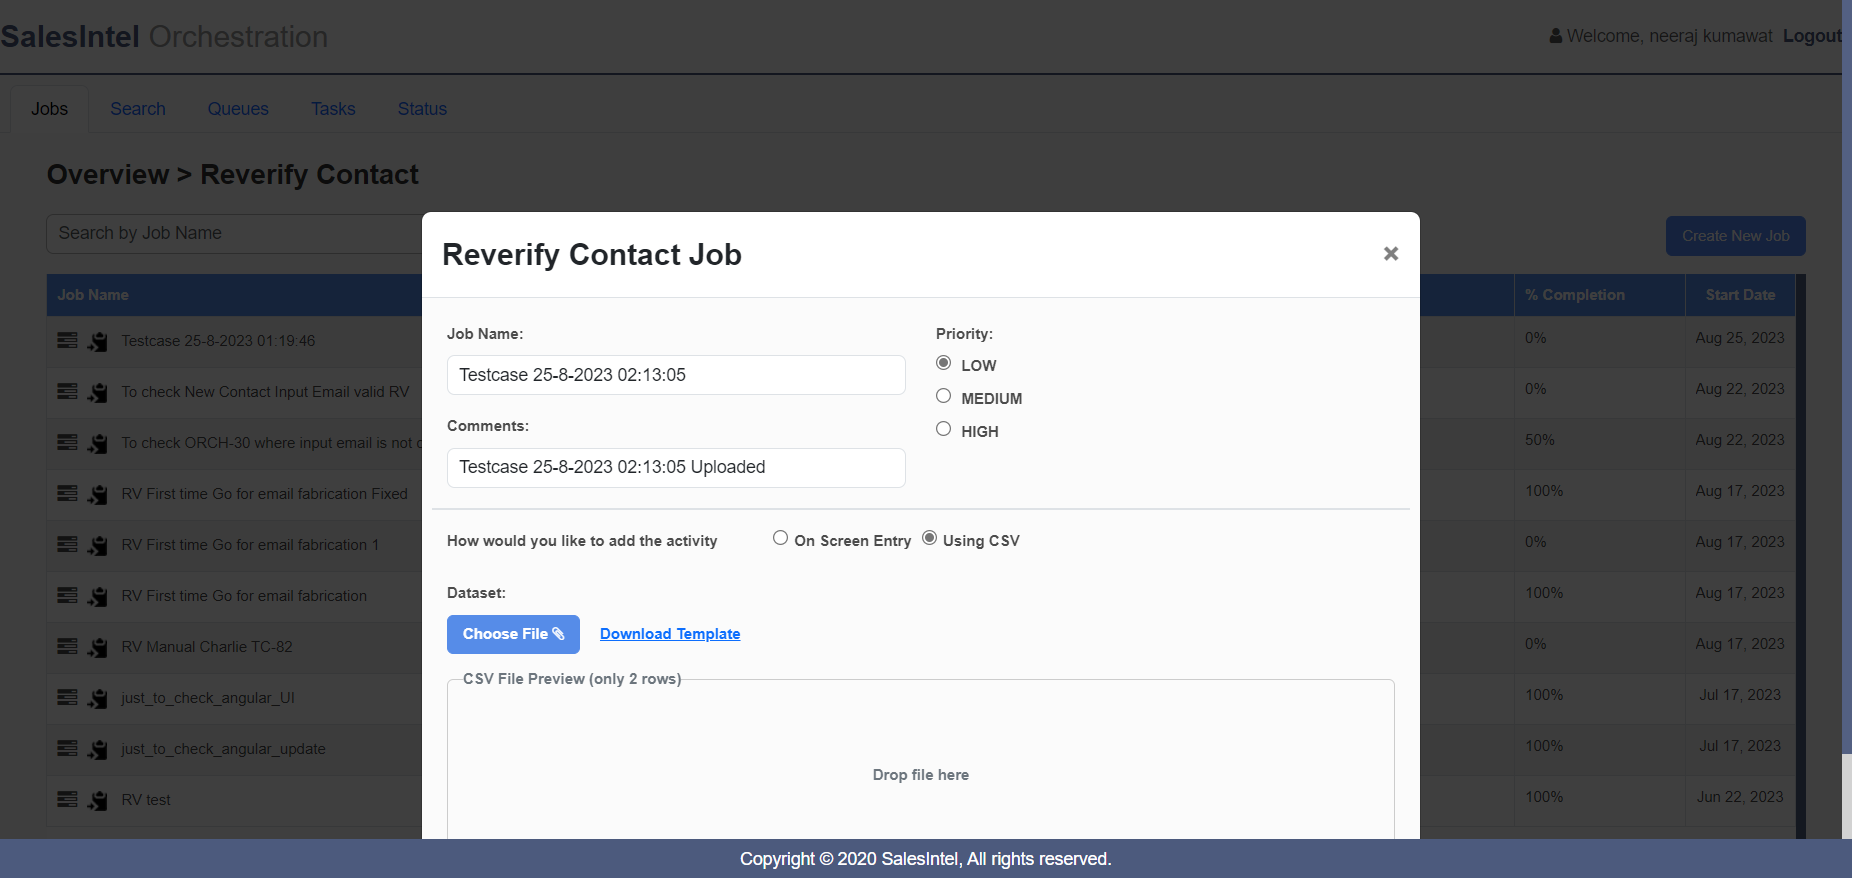 SalesIntel Orchestration
Welcome, neeraj kumawat Logout
Jobs Search Queues Tasks Status
Overview > Reverify Contact
Search by Job Name
Create New Job
Job Name % Completion Start Date
Testcase 25-8-2023 01:19:46 0% Aug 25, 2023
To check New Contact Input Email valid RV 0% Aug 22, 2023
To check ORCH-30 where input email is not 50% Aug 22, 2023
RV First time Go for email fabrication Fixed 100% Aug 17, 2023
RV First time Go for email fabrication 1 0% Aug 17, 2023
RV First time Go for email fabrication 100% Aug 17, 2023
RV Manual Charlie TC-82 0% Aug 17, 2023
just_to_check_angular_UI 100% Jul 17, 2023
just_to_check_angular_update 100% Jul 17, 2023
RV test 100% Jun 22, 2023
Reverify Contact Job
Job Name:
Testcase 25-8-2023 02:13:05
Comments:
Testcase 25-8-2023 02:13:05 Uploaded
Priority:
LOW
MEDIUM
HIGH
How would you like to add the activity On Screen Entry Using CSV
Dataset:
Choose File Download Template
CSV File Preview (only 2 rows)
Drop file here
Copyright © 2020 SalesIntel, All rights reserved.